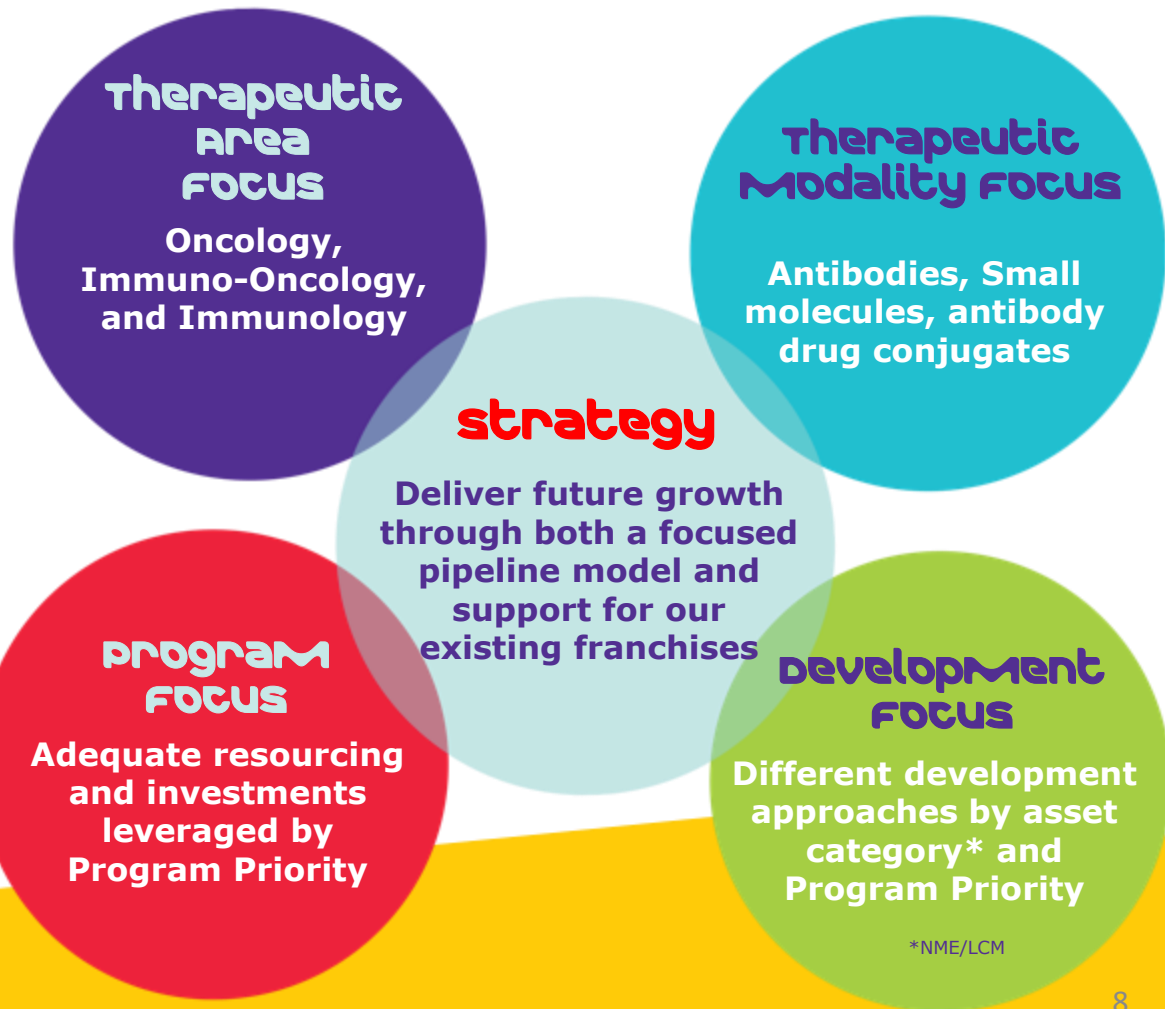 Therapeutic
Area
Focus
Oncology,
Immuno-Oncology,
and Immunology
Therapeutic
Modality Focus
Antibodies, Small
molecules, antibody
drug conjugates
strategy
Deliver future growth
through both a focused
pipeline model and
support for our
existing franchises
Program
Focus
Adequate resourcing
and investments
leveraged by
Program Priority
Development
Focus
Different development
approaches by asset
category* and
Program Priority
*NME/LCM
8